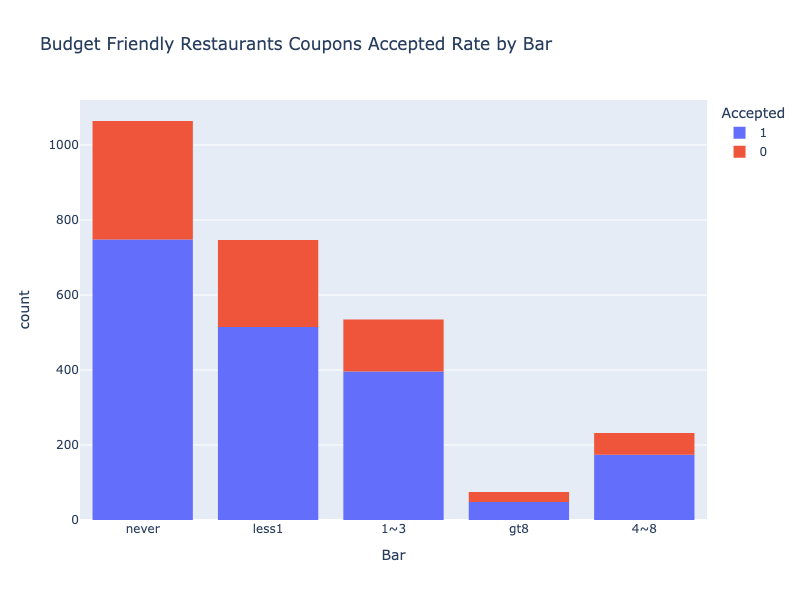 Budget Friendly Restaurants Coupons Accepted Rate by Bar
Accepted
1
0
1000
800
600
400
200
0
count
never less1 1~3 gt8 4~8
Bar